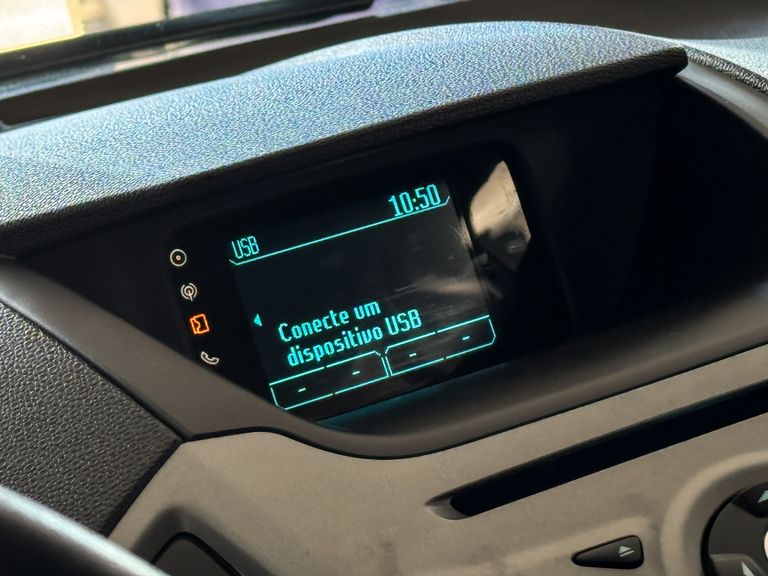 10:50
USB
Conecte um
dispositivo USB
- - - -